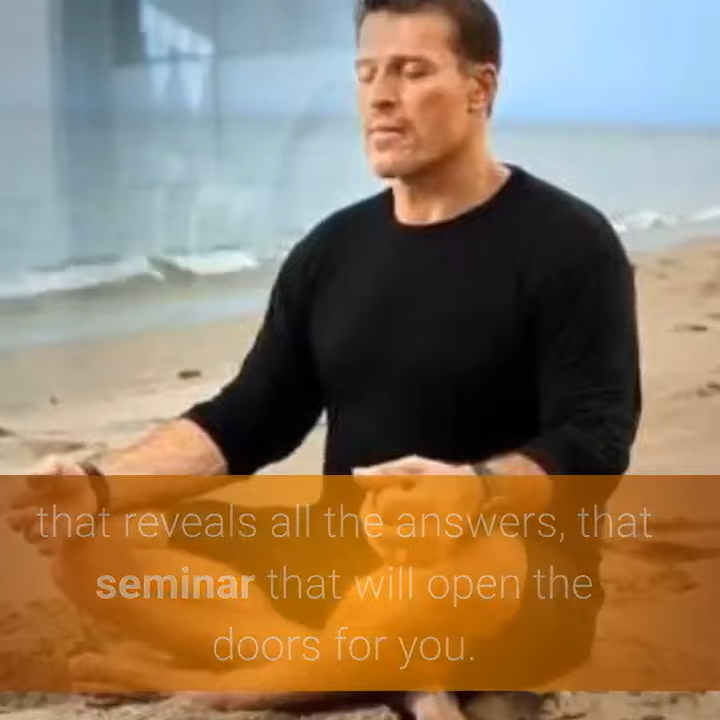 that reveals all the answers, that
seminar that will open the
doors for you.